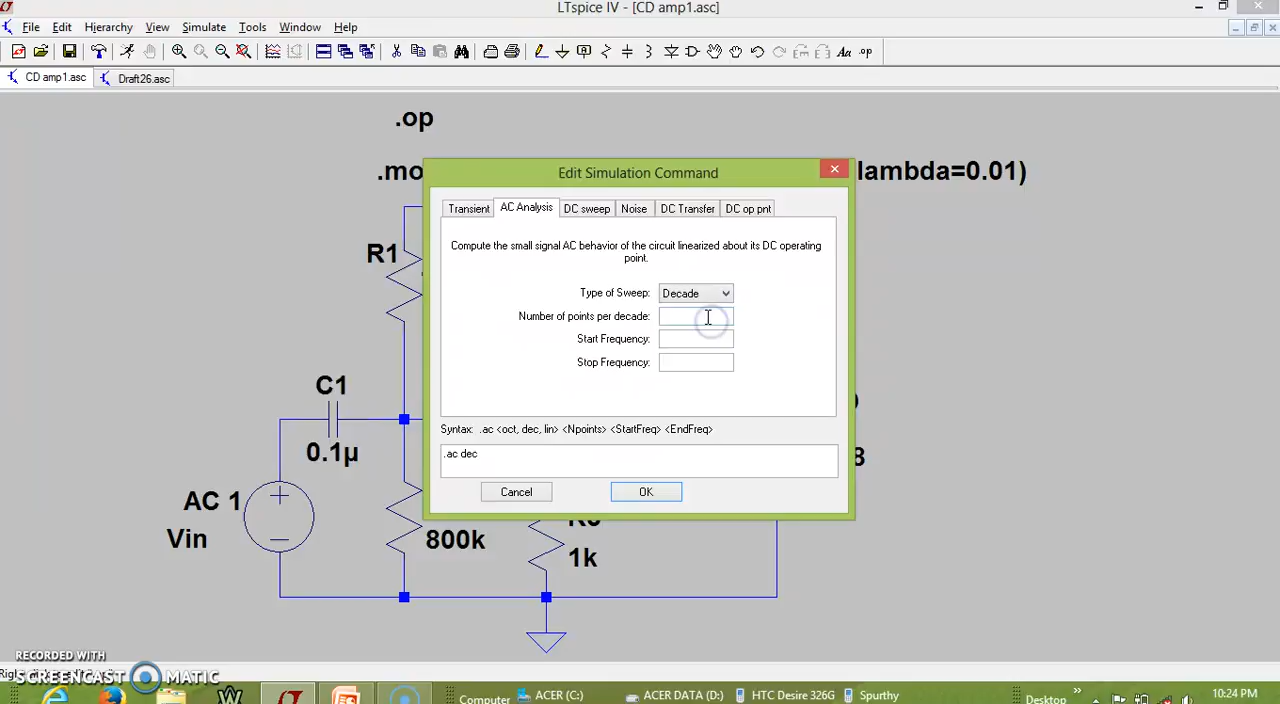 LTspice IV - [CD amp1.asc]
File Edit Hierarchy View Simulate Tools Window Help
Aa .op
CD amp1.asc Draft26.asc
.op
.mo lambda=0.01)
Edit Simulation Command
Transient AC Analysis DC sweep Noise DC Transfer DC op pnt
Compute the small signal AC behavior of the circuit linearized about its DC operating
point.
Type of Sweep: Decade
Number of points per decade:
Start Frequency:
Stop Frequency:
Syntax: .ac <oct, dec, lin> <Npoints> <StartFreq> <EndFreq>
.ac dec
Cancel OK
R1
C1
0.1µ
)
8
AC 1
Vin
800k
1k
RECORDED WITH
SCREENCAST MATIC
Computer ACER (C:) ACER DATA (D:) HTC Desire 326G Spurthy Desktop 10:24 PM